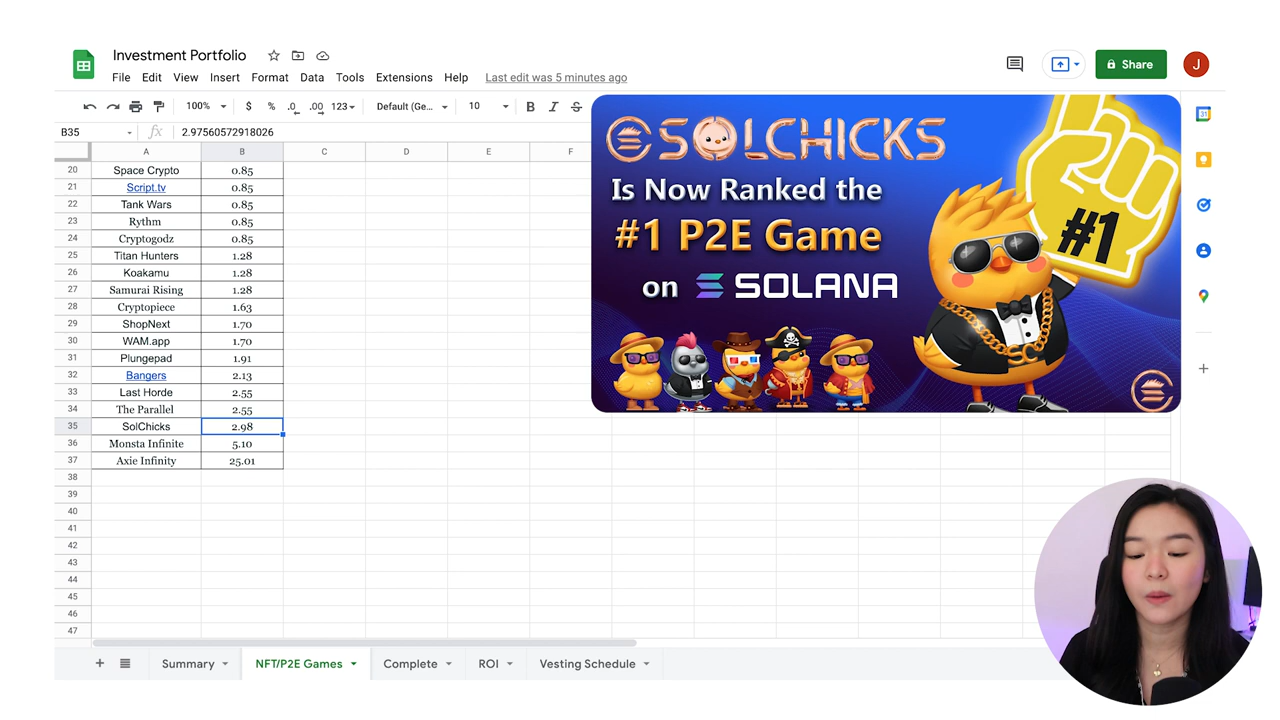 Investment Portfolio
File Edit View Insert Format Data Tools Extensions Help Last edit was 5 minutes ago
Share
J
100% $ % .0 .00 123 Default (Ge... 10 B I S
B35 fx 2.97560572918026
A B C D E F
20 Space Crypto 0.85
21 Script.tv 0.85
22 Tank Wars 0.85
23 Rythm 0.85
24 Cryptogodz 0.85
25 Titan Hunters 1.28
26 Koakamu 1.28
27 Samurai Rising 1.28
28 Cryptopiece 1.63
29 ShopNext 1.70
30 WAM.app 1.70
31 Plungepad 1.91
32 Bangers 2.13
33 Last Horde 2.55
34 The Parallel 2.55
35 SolChicks 2.98
36 Monsta Infinite 5.10
37 Axie Infinity 25.01
38
39
40
41
42
43
44
45
46
47
SOLCHICKS
Is Now Ranked the
#1 P2E Game
on SOLANA
#1
SC
31
+ Summary NFT/P2E Games Complete ROI Vesting Schedule